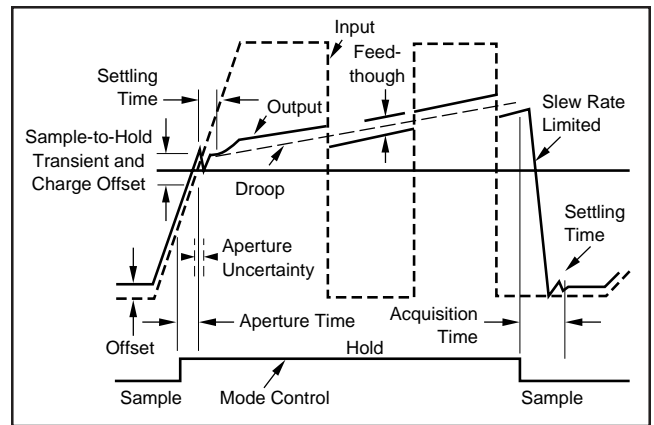 Input
Feed-
though
Settling
Time
Output
Slew Rate
Limited
Sample-to-Hold
Transient and
Charge Offset
Droop
Settling
Time
Aperture
Uncertainty
Aperture Time
Acquisition
Time
Offset
Hold
Sample
Mode Control
Sample